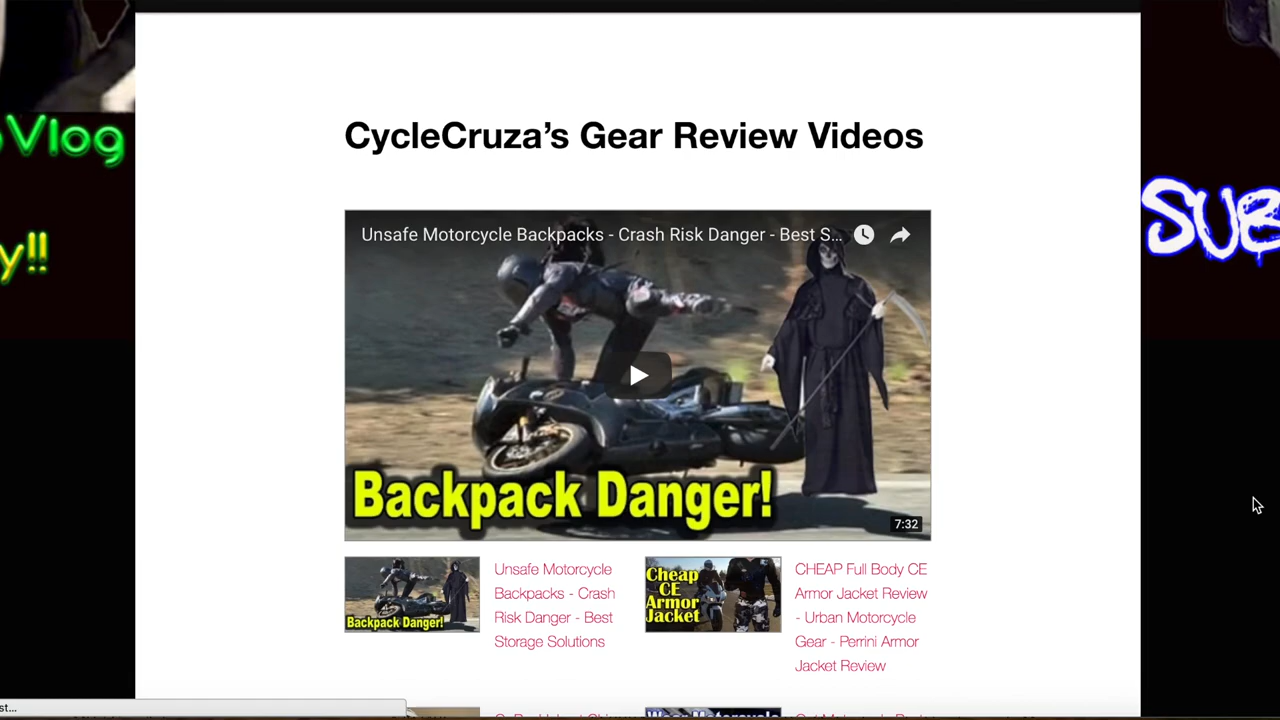 Vlog
y!!
SUB
CycleCruza’s Gear Review Videos
Unsafe Motorcycle Backpacks - Crash Risk Danger - Best S...
Backpack Danger!
7:32
Backpack Danger!
Unsafe Motorcycle
Backpacks - Crash
Risk Danger - Best
Storage Solutions
Cheap
CE
Armor
Jacket
CHEAP Full Body CE
Armor Jacket Review
- Urban Motorcycle
Gear - Perrini Armor
Jacket Review
st...